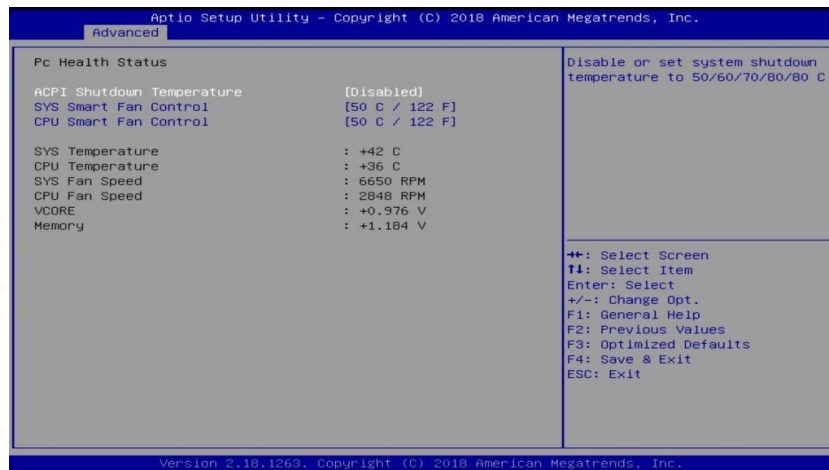 Aptio Setup Utility – Copyright (C) 2018 American Megatrends, Inc.
Advanced
Pc Health Status
ACPI Shutdown Temperature [Disabled]
SYS Smart Fan Control [50 C / 122 F]
CPU Smart Fan Control [50 C / 122 F]
SYS Temperature : +42 C
CPU Temperature : +36 C
SYS Fan Speed : 6650 RPM
CPU Fan Speed : 2848 RPM
VCORE : +0.976 V
Memory : +1.184 V
Disable or set system shutdown
temperature to 50/60/70/80/80 C
→←: Select Screen
↑↓: Select Item
Enter: Select
+/-: Change Opt.
F1: General Help
F2: Previous Values
F3: Optimized Defaults
F4: Save & Exit
ESC: Exit
Version 2.18.1263. Copyright (C) 2018 American Megatrends, Inc.